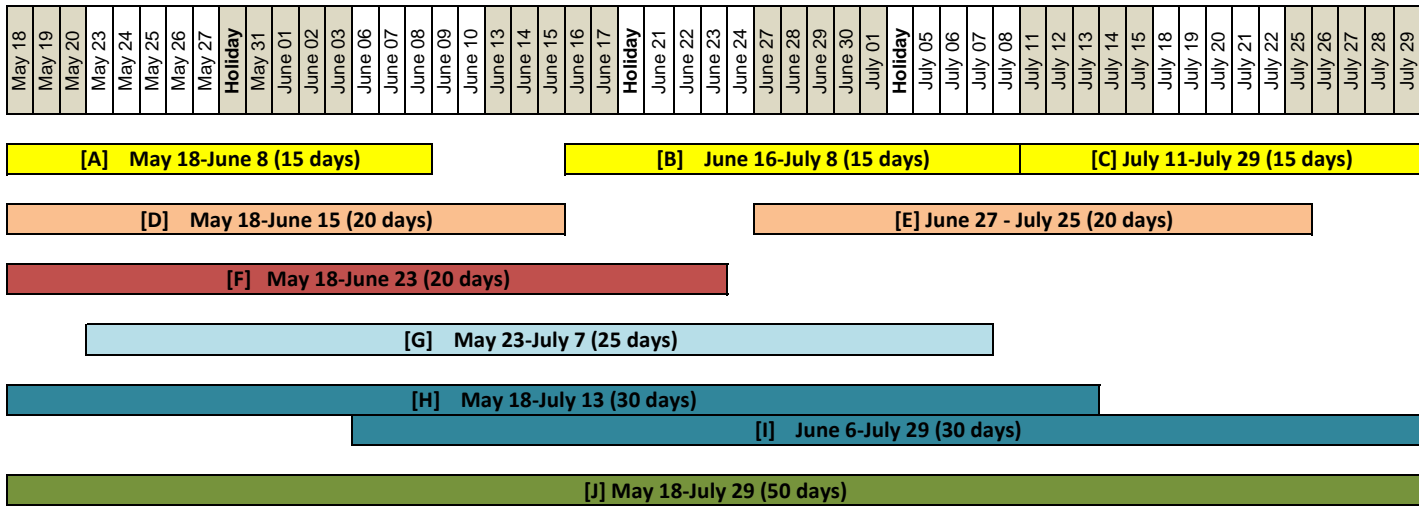 May 18
May 19
May 20
May 23
May 24
May 25
May 26
May 27
Holiday
May 31
June 01
June 02
June 03
June 06
June 07
June 08
June 09
June 10
June 13
June 14
June 15
June 16
June 17
Holiday
June 21
June 22
June 23
June 24
June 27
June 28
June 29
June 30
July 01
Holiday
July 05
July 06
July 07
July 08
July 11
July 12
July 13
July 14
July 15
July 18
July 19
July 20
July 21
July 22
July 25
July 26
July 27
July 28
July 29
[A] May 18-June 8 (15 days)
[B] June 16-July 8 (15 days)
[C] July 11-July 29 (15 days)
[D] May 18-June 15 (20 days)
[E] June 27 - July 25 (20 days)
[F] May 18-June 23 (20 days)
[G] May 23-July 7 (25 days)
[H] May 18-July 13 (30 days)
[I] June 6-July 29 (30 days)
[J] May 18-July 29 (50 days)